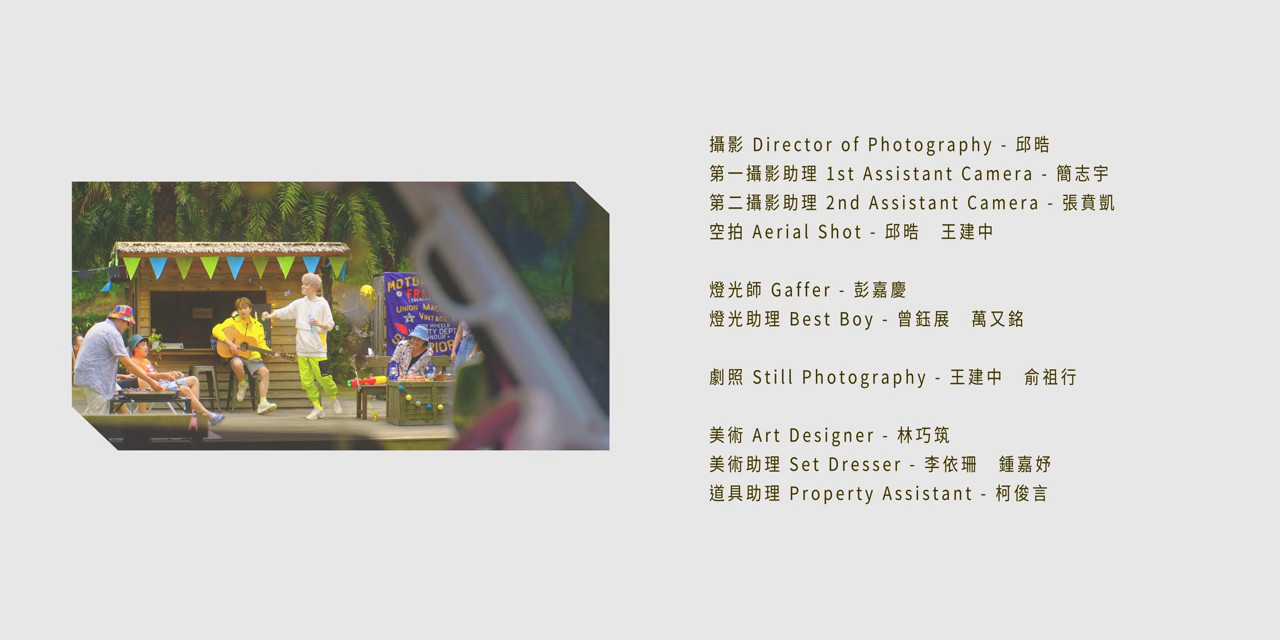 攝影 Director of Photography - 邱晧
第一攝影助理 1st Assistant Camera - 簡志宇
第二攝影助理 2nd Assistant Camera - 張賁凱
空拍 Aerial Shot - 邱晧　王建中
燈光師 Gaffer - 彭嘉慶
燈光助理 Best Boy - 曾鈺展　萬又銘
劇照 Still Photography - 王建中　俞祖行
美術 Art Designer - 林巧筑
美術助理 Set Dresser - 李依珊　鍾嘉妤
道具助理 Property Assistant - 柯俊言
UNION MA
VINTAGE